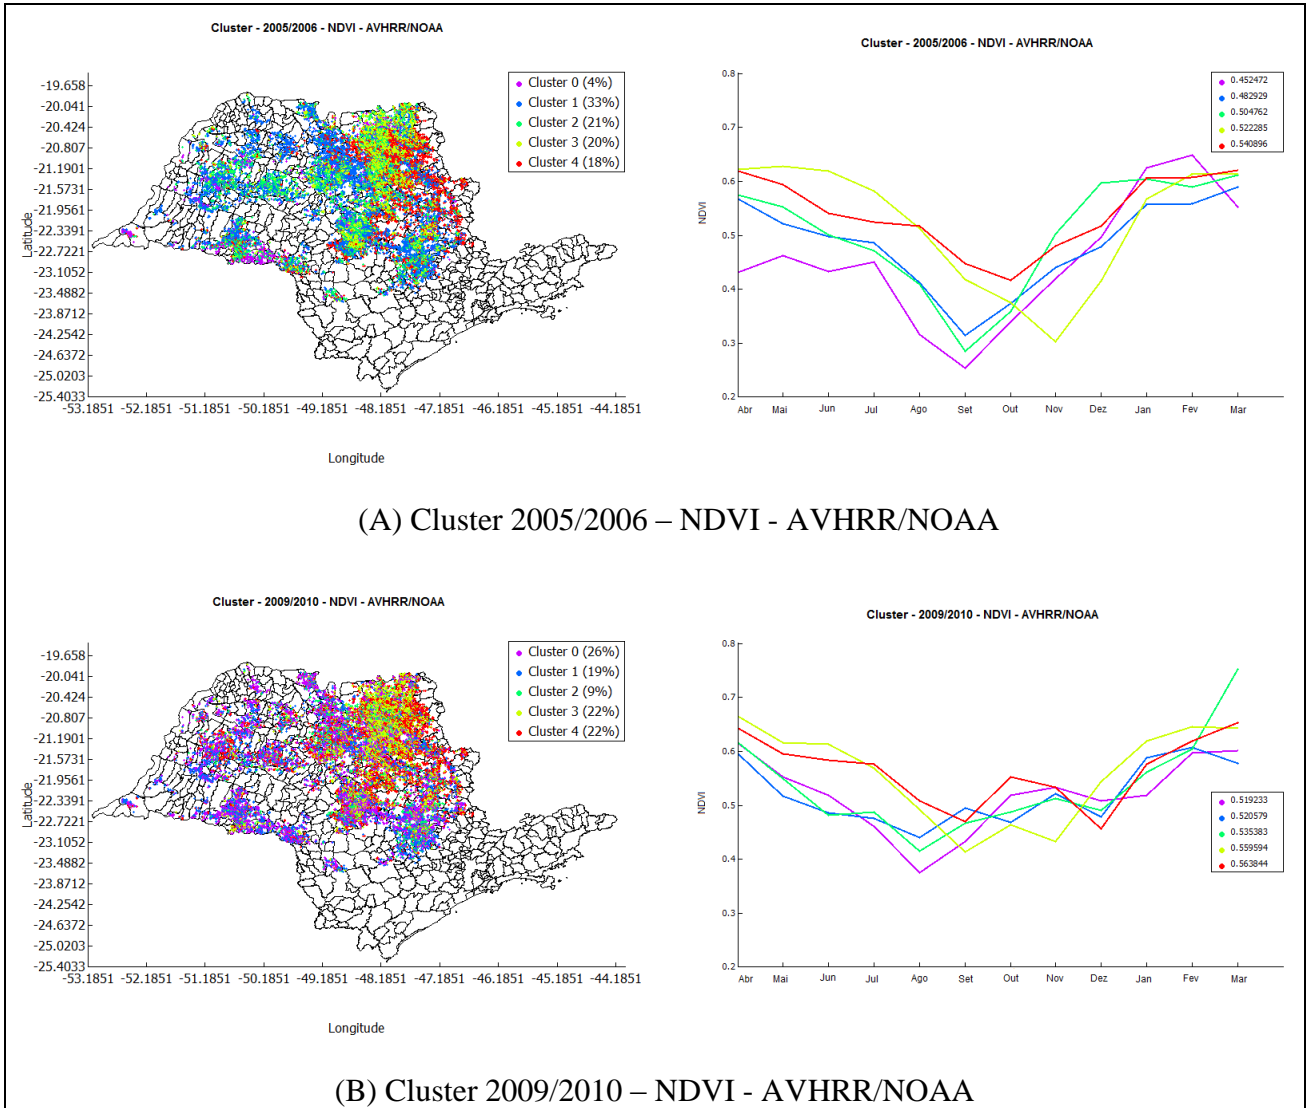 Cluster - 2005/2006 - NDVI - AVHRR/NOAA
Cluster 0 (4%)
Cluster 1 (33%)
Cluster 2 (21%)
Cluster 3 (20%)
Cluster 4 (18%)
Latitude
-19.658
-20.041
-20.424
-20.807
-21.1901
-21.5731
-21.9561
-22.3391
-22.7221
-23.1052
-23.4882
-23.8712
-24.2542
-24.6372
-25.0203
-25.4033
-53.1851 -52.1851 -51.1851 -50.1851 -49.1851 -48.1851 -47.1851 -46.1851 -45.1851 -44.1851
Longitude
Cluster - 2005/2006 - NDVI - AVHRR/NOAA
0.452472
0.482929
0.504762
0.522285
0.540896
NDVI
0.8
0.7
0.6
0.5
0.4
0.3
0.2
Abr Mai Jun Jul Ago Set Out Nov Dez Jan Fev Mar
(A) Cluster 2005/2006 – NDVI - AVHRR/NOAA
Cluster - 2009/2010 - NDVI - AVHRR/NOAA
Cluster 0 (26%)
Cluster 1 (19%)
Cluster 2 (9%)
Cluster 3 (22%)
Cluster 4 (22%)
Latitude
-19.658
-20.041
-20.424
-20.807
-21.1901
-21.5731
-21.9561
-22.3391
-22.7221
-23.1052
-23.4882
-23.8712
-24.2542
-24.6372
-25.0203
-25.4033
-53.1851 -52.1851 -51.1851 -50.1851 -49.1851 -48.1851 -47.1851 -46.1851 -45.1851 -44.1851
Longitude
Cluster - 2009/2010 - NDVI - AVHRR/NOAA
0.519233
0.520579
0.535383
0.559594
0.563844
NDVI
0.8
0.7
0.6
0.5
0.4
0.3
0.2
Abr Mai Jun Jul Ago Set Out Nov Dez Jan Fev Mar
(B) Cluster 2009/2010 – NDVI - AVHRR/NOAA